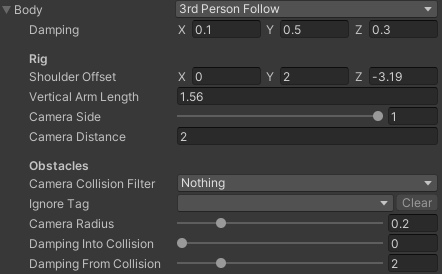 Body 3rd Person Follow
Damping X 0.1 Y 0.5 Z 0.3
Rig
Shoulder Offset X 0 Y 2 Z -3.19
Vertical Arm Length 1.56
Camera Side 1
Camera Distance 2
Obstacles
Camera Collision Filter Nothing
Ignore Tag Clear
Camera Radius 0.2
Damping Into Collision 0
Damping From Collision 2